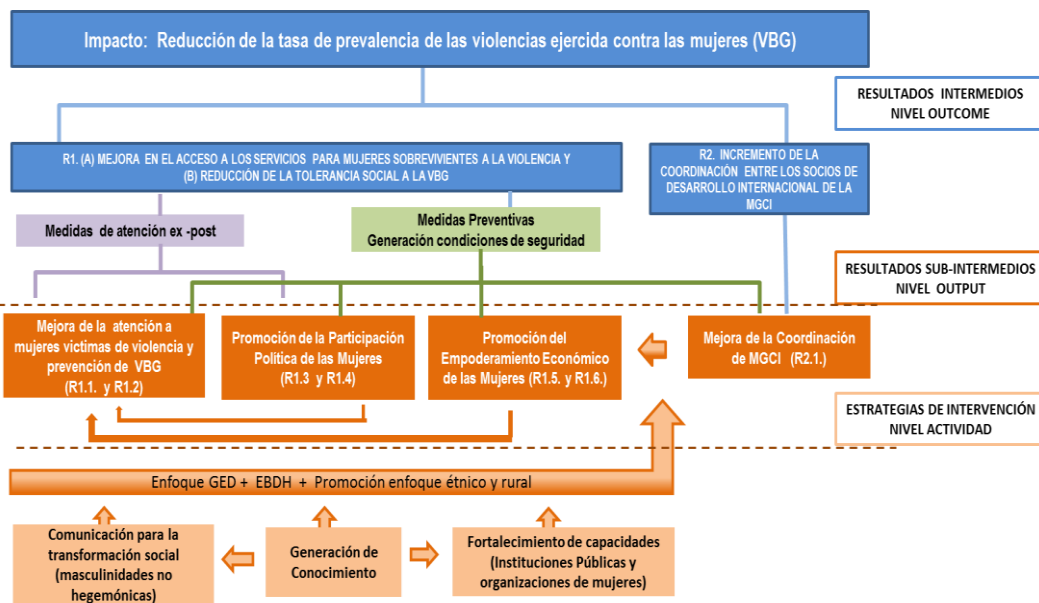 Impacto: Reducción de la tasa de prevalencia de las violencias ejercida contra las mujeres (VBG)
RESULTADOS INTERMEDIOS
NIVEL OUTCOME
R1. (A) MEJORA EN EL ACCESO A LOS SERVICIOS PARA MUJERES SOBREVIVIENTES A LA VIOLENCIA Y
(B) REDUCCIÓN DE LA TOLERANCIA SOCIAL A LA VBG
R2. INCREMENTO DE LA
COORDINACIÓN ENTRE LOS SOCIOS DE
DESARROLLO INTERNACIONAL DE LA
MGCI
Medidas de atención ex -post
Medidas Preventivas
Generación condiciones de seguridad
RESULTADOS SUB-INTERMEDIOS
NIVEL OUTPUT
Mejora de la atención a
mujeres victimas de violencia y
prevención de VBG
(R1.1. y R1.2)
Promoción de la Participación
Política de las Mujeres
(R1.3 y R1.4)
Promoción del
Empoderamiento Económico
de las Mujeres (R1.5. y R1.6.)
Mejora de la Coordinación
de MGCI (R2.1.)
ESTRATEGIAS DE INTERVENCIÓN
NIVEL ACTIVIDAD
Enfoque GED + EBDH + Promoción enfoque étnico y rural
Comunicación para la
transformación social
(masculinidades no
hegemónicas)
Generación de
Conocimiento
Fortalecimiento de capacidades
(Instituciones Públicas y
organizaciones de mujeres)